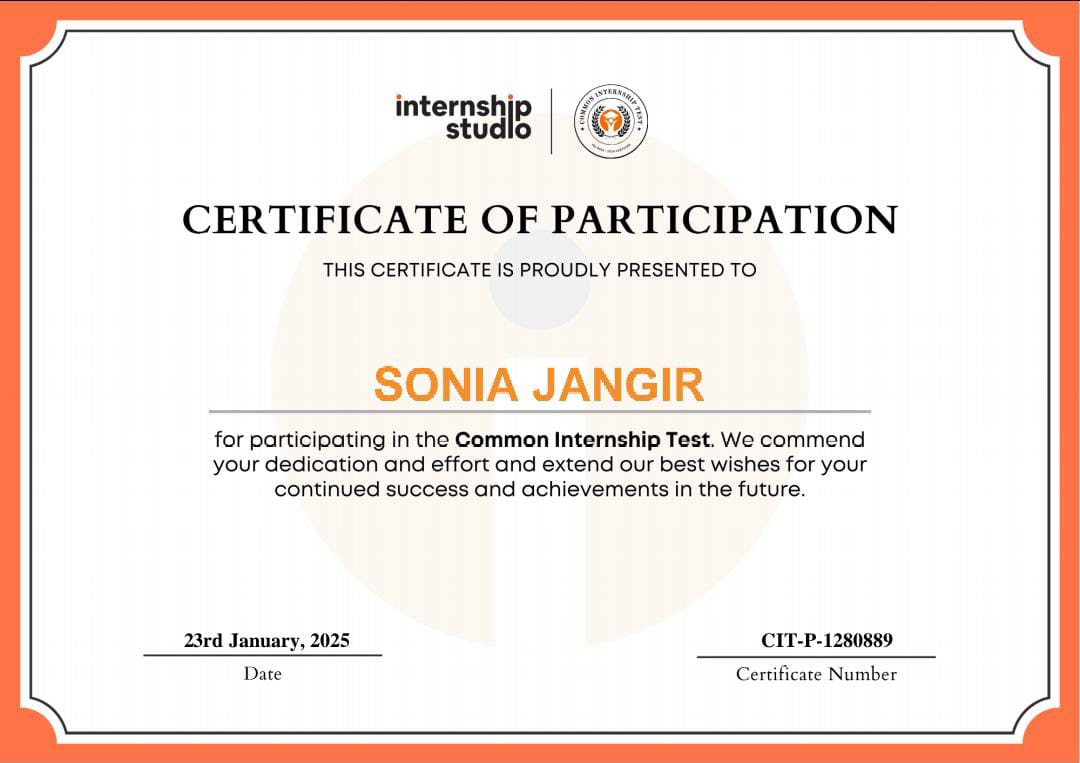 internship
studio
COMMON INTERNSHIP TEST
CERTIFICATE OF PARTICIPATION
THIS CERTIFICATE IS PROUDLY PRESENTED TO
SONIA JANGIR
for participating in the Common Internship Test. We commend
your dedication and effort and extend our best wishes for your
continued success and achievements in the future.
23rd January, 2025
Date
CIT-P-1280889
Certificate Number